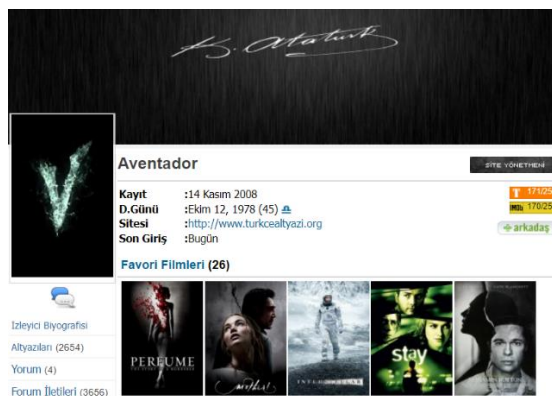 K. Atatürk
Aventador
SİTE YÖNETMENİ
Kayıt :14 Kasım 2008
D.Günü :Ekim 12, 1978 (45)
Sitesi :http://www.turkcealtyazi.org
Son Giriş :Bugün
T 171/25
IMDb 170/25
+arkadaş
Favori Filmleri (26)
PERFUME
mother!
INTERSTELLAR
stay
İzleyici Biyografisi
Altyazıları (2654)
Yorum (4)
Forum İletileri (3656)